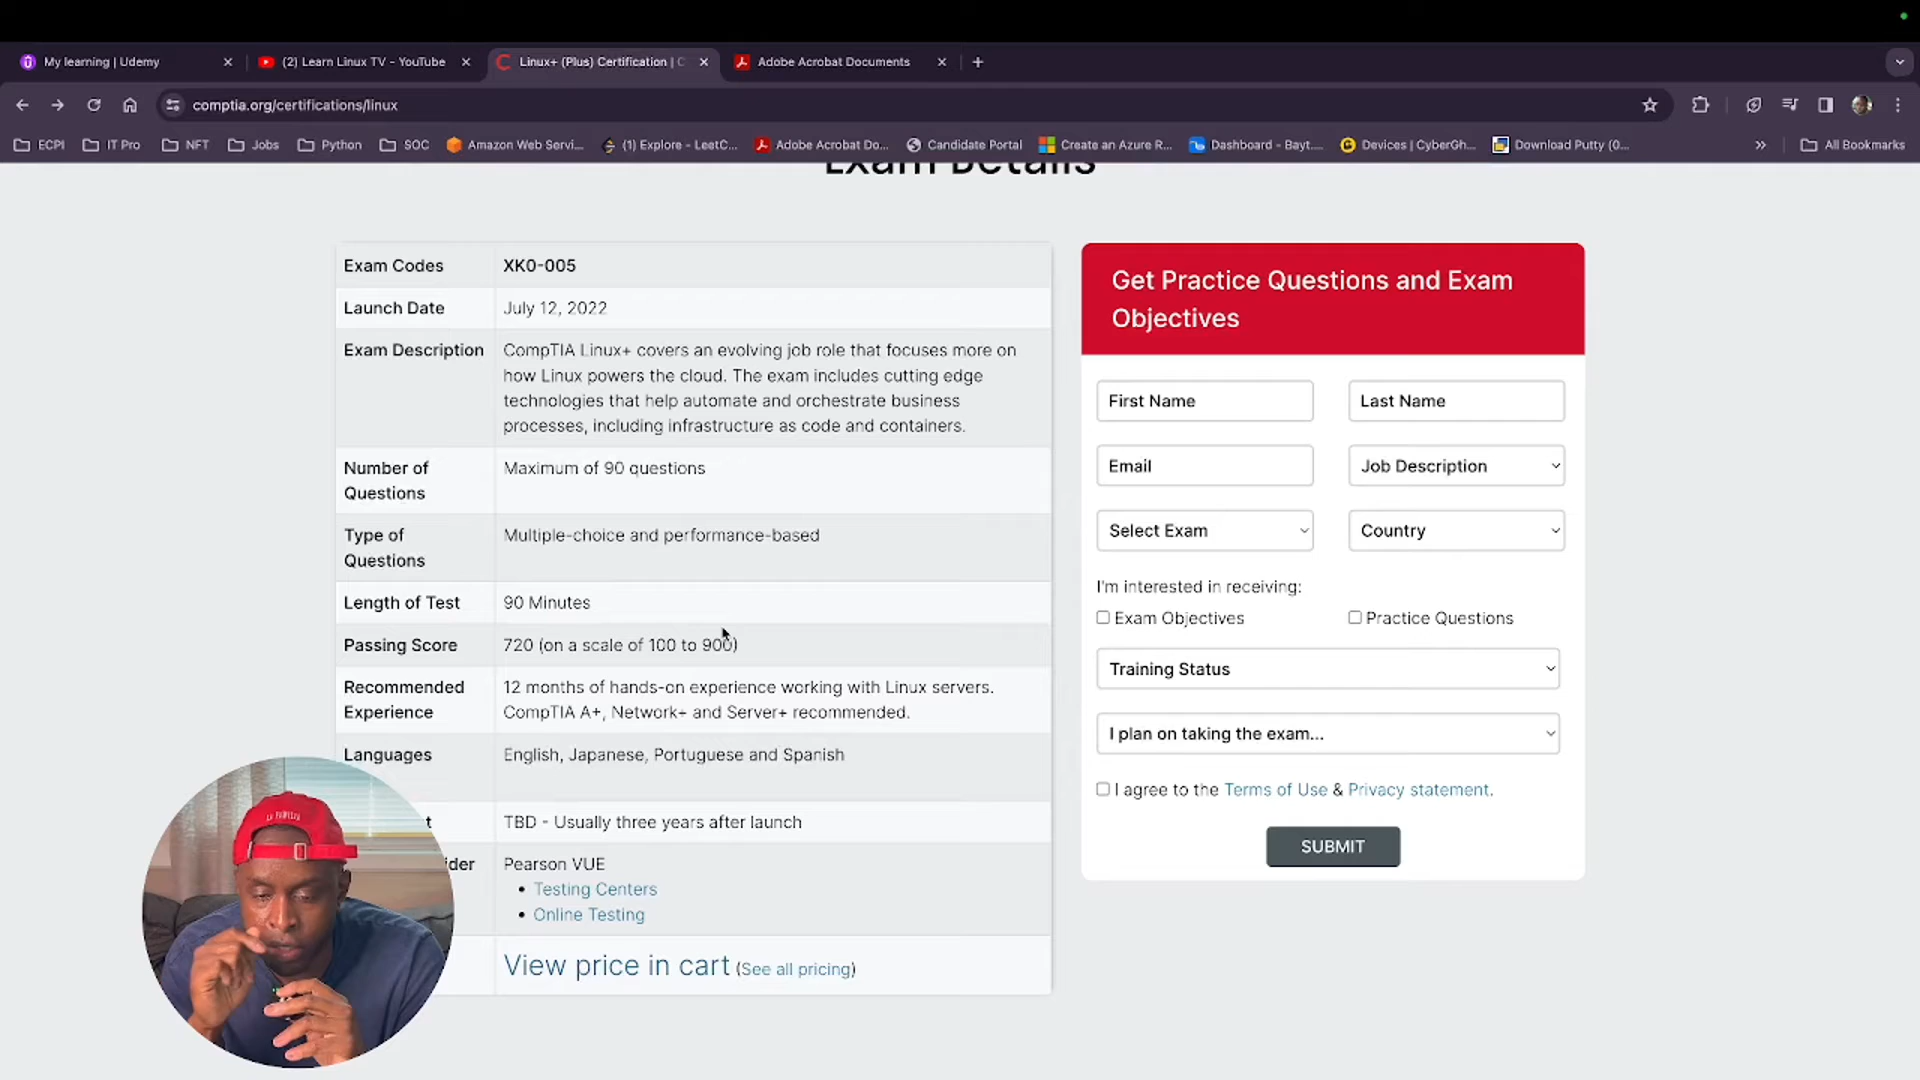 My learning | Udemy
(2) Learn Linux TV - YouTube
Linux+ (Plus) Certification | C
Adobe Acrobat Documents
comptia.org/certifications/linux
ECPI
IT Pro
NFT
Jobs
Python
SOC
Amazon Web Servi...
(1) Explore - LeetC...
Adobe Acrobat Do...
Candidate Portal
Create an Azure R...
Dashboard - Bayt....
Devices | CyberGh...
Download Putty (0...
»
All Bookmarks
Exam Details
Exam Codes
XK0-005
Launch Date
July 12, 2022
Exam Description
CompTIA Linux+ covers an evolving job role that focuses more on
how Linux powers the cloud. The exam includes cutting edge
technologies that help automate and orchestrate business
processes, including infrastructure as code and containers.
Number of
Questions
Maximum of 90 questions
Type of
Questions
Multiple-choice and performance-based
Length of Test
90 Minutes
Passing Score
720 (on a scale of 100 to 900)
Recommended
Experience
12 months of hands-on experience working with Linux servers.
CompTIA A+, Network+ and Server+ recommended.
Languages
English, Japanese, Portuguese and Spanish
t
TBD - Usually three years after launch
ider
Pearson VUE
• Testing Centers
• Online Testing
View price in cart (See all pricing)
Get Practice Questions and Exam
Objectives
First Name
Last Name
Email
Job Description
Select Exam
Country
I'm interested in receiving:
Exam Objectives
Practice Questions
Training Status
I plan on taking the exam...
I agree to the Terms of Use & Privacy statement.
SUBMIT